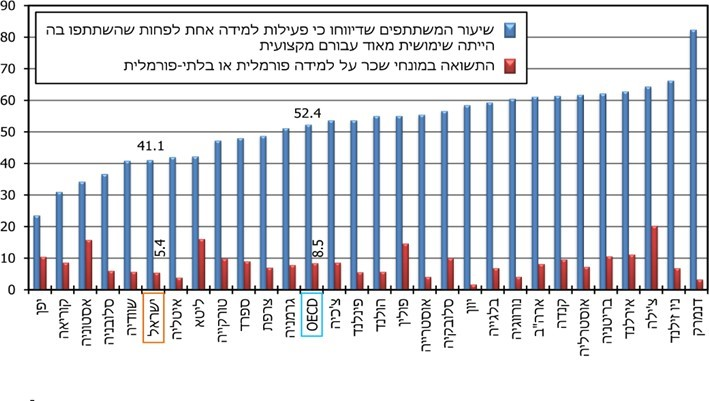 שיעור המשתתפים שדיווחו כי פעילות למידה אחת לפחות שהשתתפו בה
הייתה שימושית מאוד עבורם מקצועית
התשואה במונחי שכר על למידה פורמלית או בלתי-פורמלית
90
80
70
60
50
40
30
20
10
0
41.1
5.4
52.4
8.5
יפן
קוריאה
אסטוניה
סלובניה
שוודיה
ישראל
איטליה
ליטא
טורקייה
ספרד
צרפת
גרמניה
OECD
צ'כיה
פינלנד
הולנד
פולין
אוסטרייה
סלובקיה
יוון
בלגייה
נורווגיה
ארה"ב
קנדה
אוסטרליה
בריטניה
אירלנד
צ'ילה
ניו זילנד
דנמרק